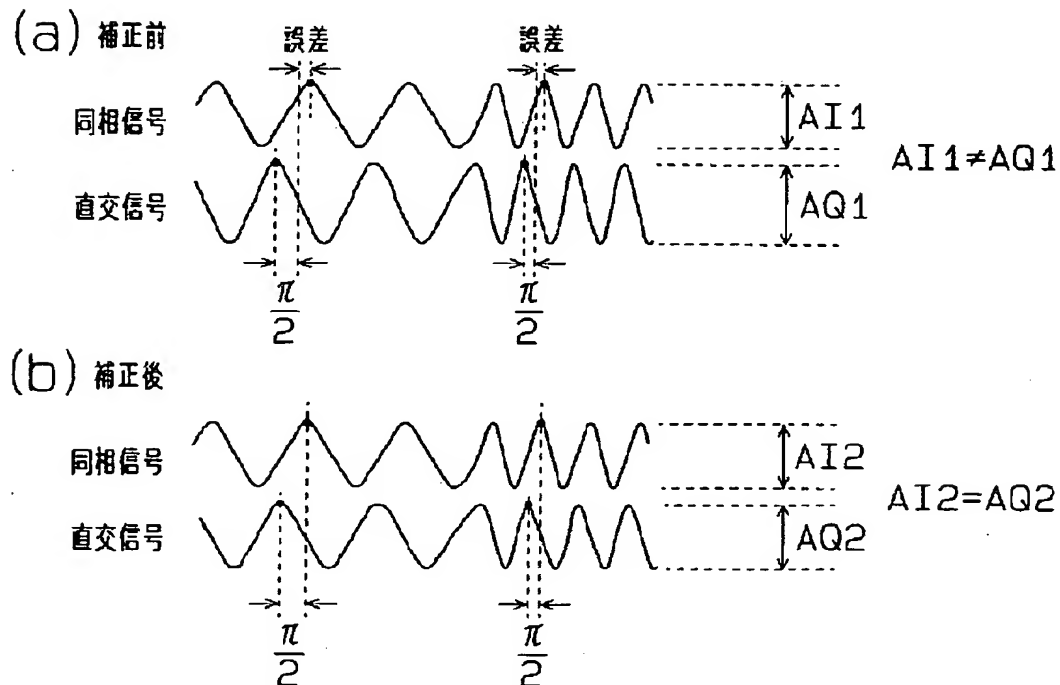 (a) 補正前
誤差 誤差
同相信号
AI1
AI1≠AQ1
直交信号
AQ1
π/2 π/2
(b) 補正後
同相信号
AI2
AI2=AQ2
直交信号
AQ2
π/2 π/2